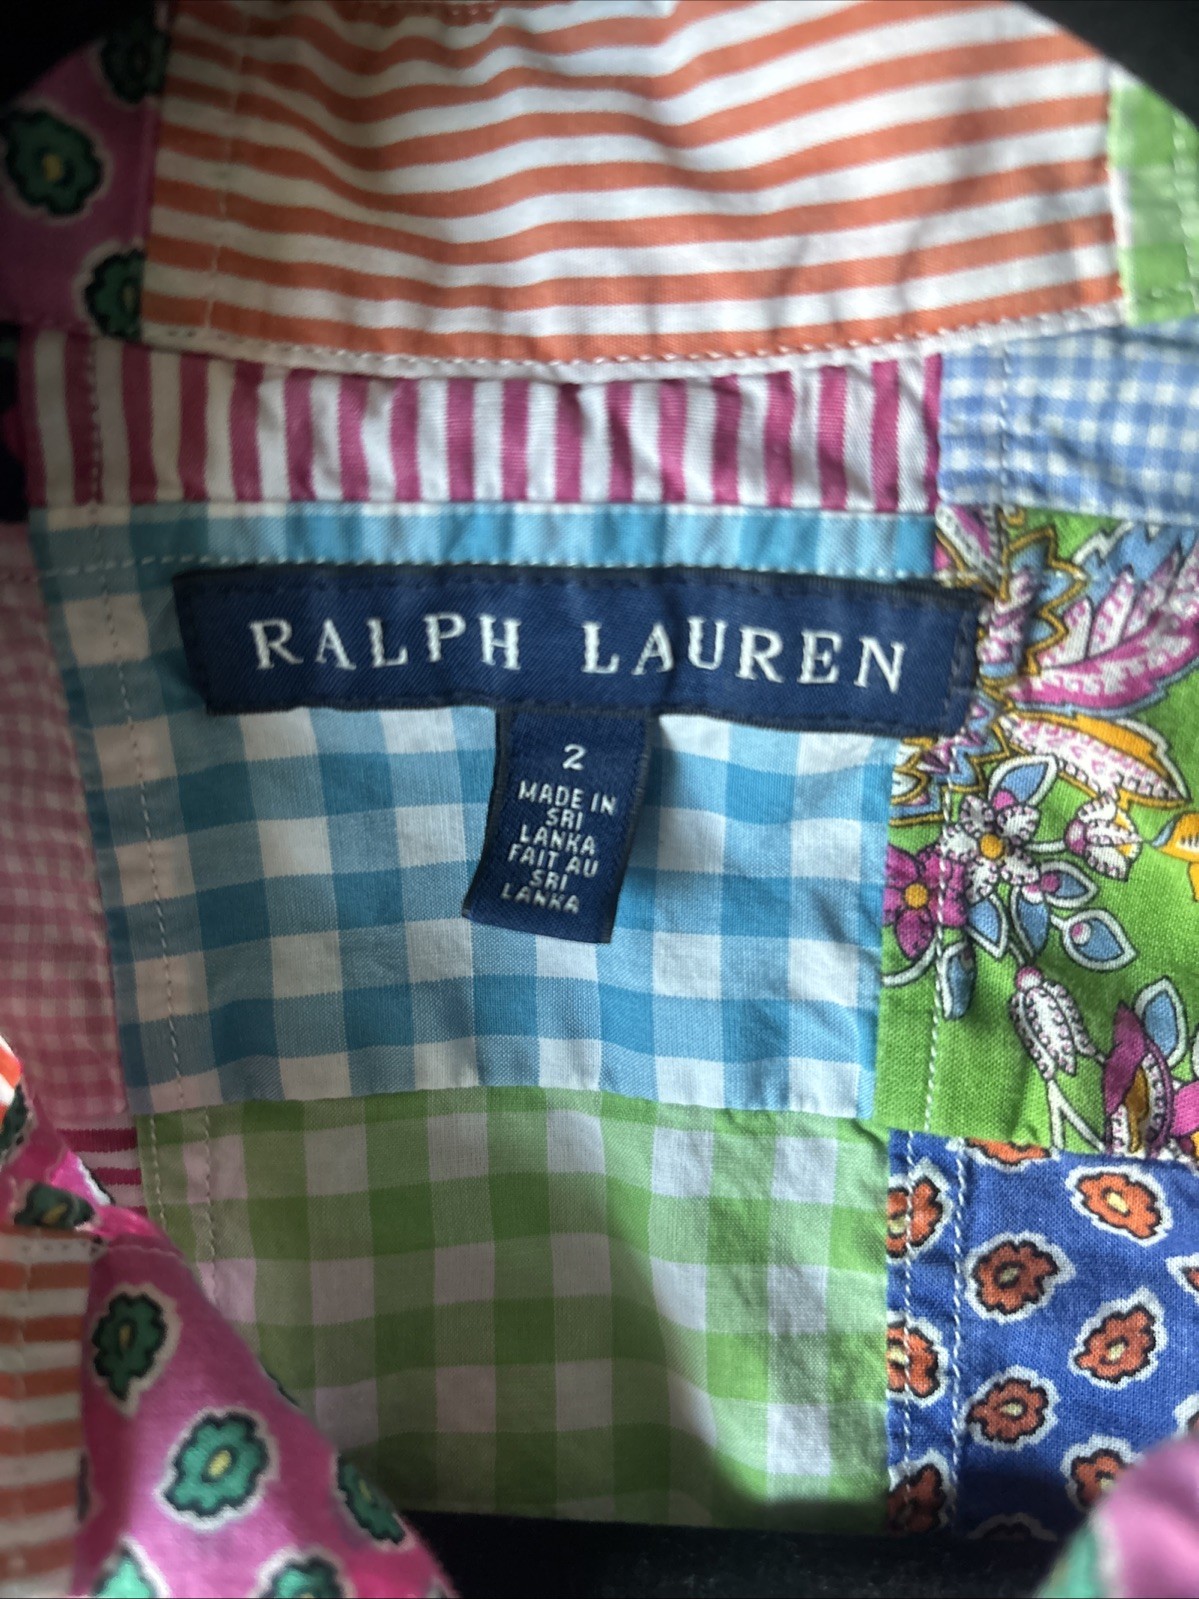 RALPH LAUREN
2
MADE IN
SRI
LANKA
FAIT AU
SRI
LANKA